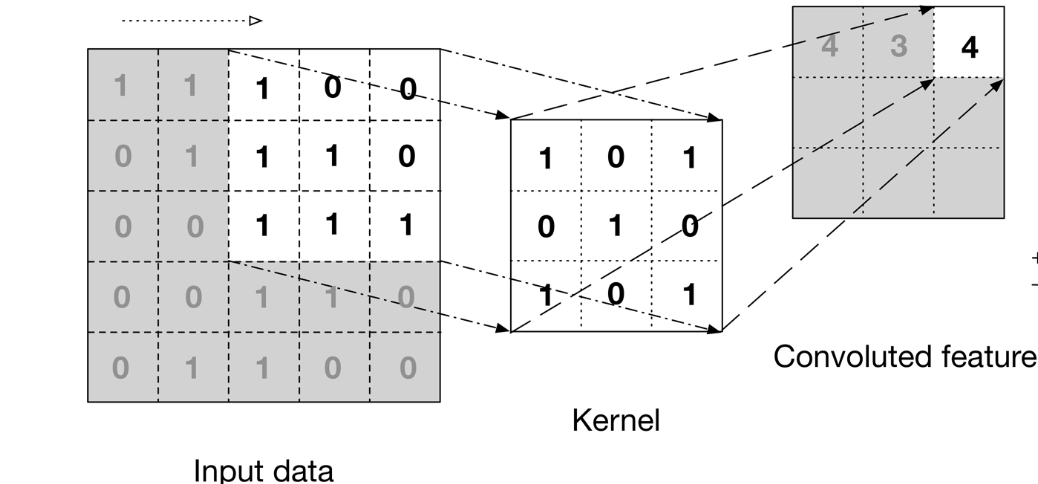 1 1 1 0 0
0 1 1 1 0
0 0 1 1 1
0 0 1 1 0
0 1 1 0 0
Input data
1 0 1
0 1 0
1 0 1
Kernel
4 3 4
Convoluted feature
+